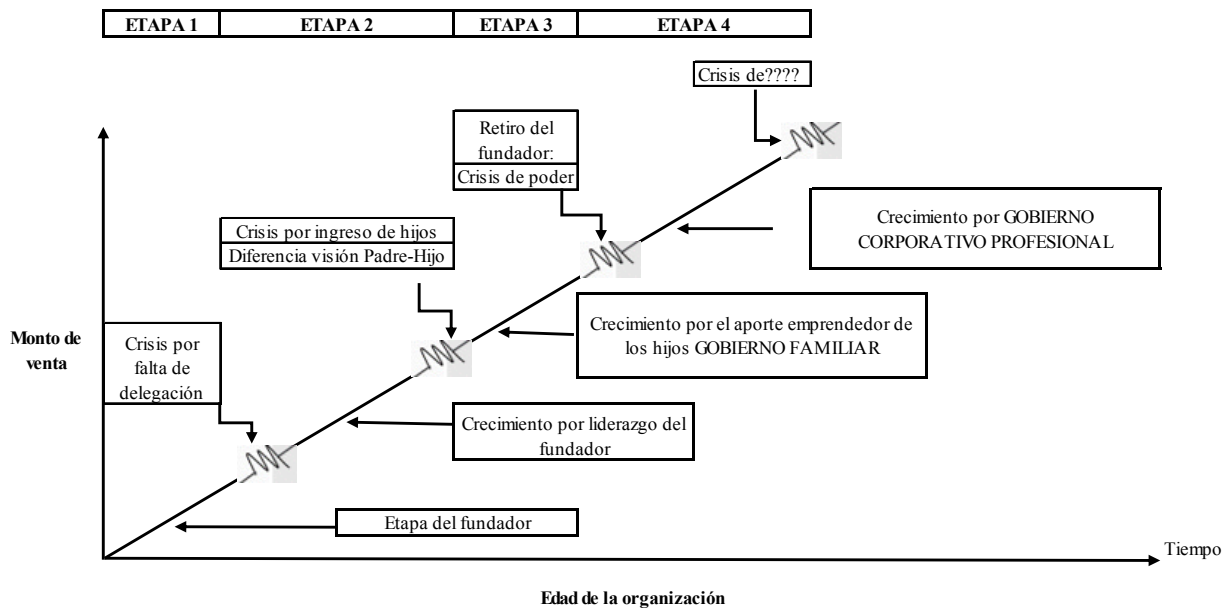 ETAPA 1
ETAPA 2
ETAPA 3
ETAPA 4
Crisis de????
Retiro del
fundador:
Crisis de poder
Crecimiento por GOBIERNO
CORPORATIVO PROFESIONAL
Crisis por ingreso de hijos
Diferencia visión Padre-Hijo
Crecimiento por el aporte emprendedor de
los hijos GOBIERNO FAMILIAR
Monto de
venta
Crisis por
falta de
delegación
Crecimiento por liderazgo del
fundador
Etapa del fundador
Tiempo
Edad de la organización